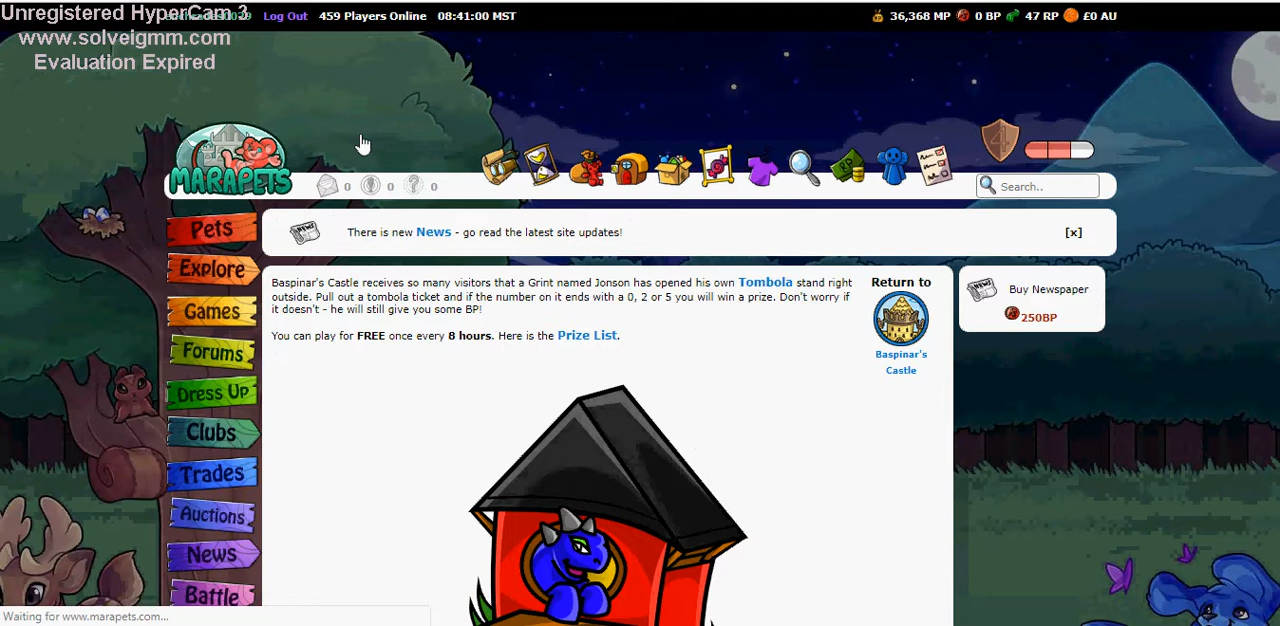 Unregistered HyperCam 3
Log Out 459 Players Online 08:41:00 MST 36,368 MP 0 BP 47 RP £0 AU
www.solveigmm.com
Evaluation Expired
4
MARAPETS
0 0 0
Search..
There is new News - go read the latest site updates!
[x]
Pets
Explore
Games
Forums
Dress Up
Clubs
Trades
Auctions
News
Battle
Baspinar's Castle receives so many visitors that a Grint named Jonson has opened his own Tombola stand right
outside. Pull out a tombola ticket and if the number on it ends with a 0, 2 or 5 you will win a prize. Don't worry if
it doesn't - he will still give you some BP!
You can play for FREE once every 8 hours. Here is the Prize List.
Return to
Baspinar's
Castle
Buy Newspaper
250BP
Waiting for www.marapets.com...